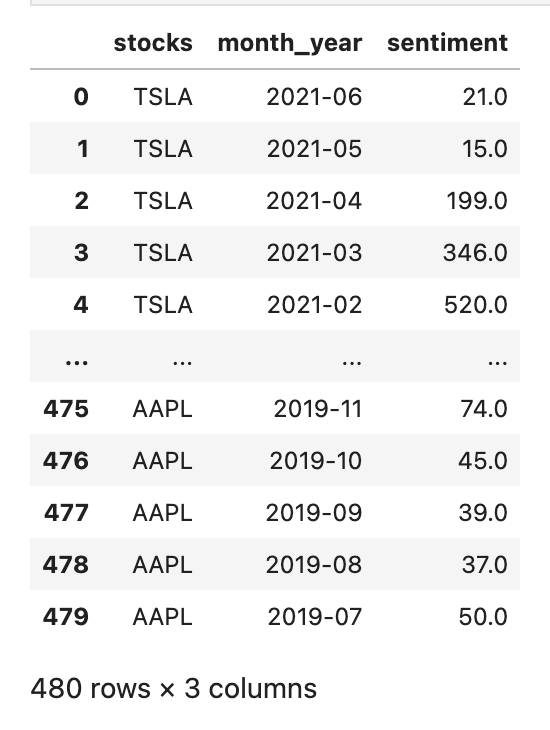 stocks month_year sentiment
0 TSLA 2021-06 21.0
1 TSLA 2021-05 15.0
2 TSLA 2021-04 199.0
3 TSLA 2021-03 346.0
4 TSLA 2021-02 520.0
... ... ... ...
475 AAPL 2019-11 74.0
476 AAPL 2019-10 45.0
477 AAPL 2019-09 39.0
478 AAPL 2019-08 37.0
479 AAPL 2019-07 50.0
480 rows × 3 columns